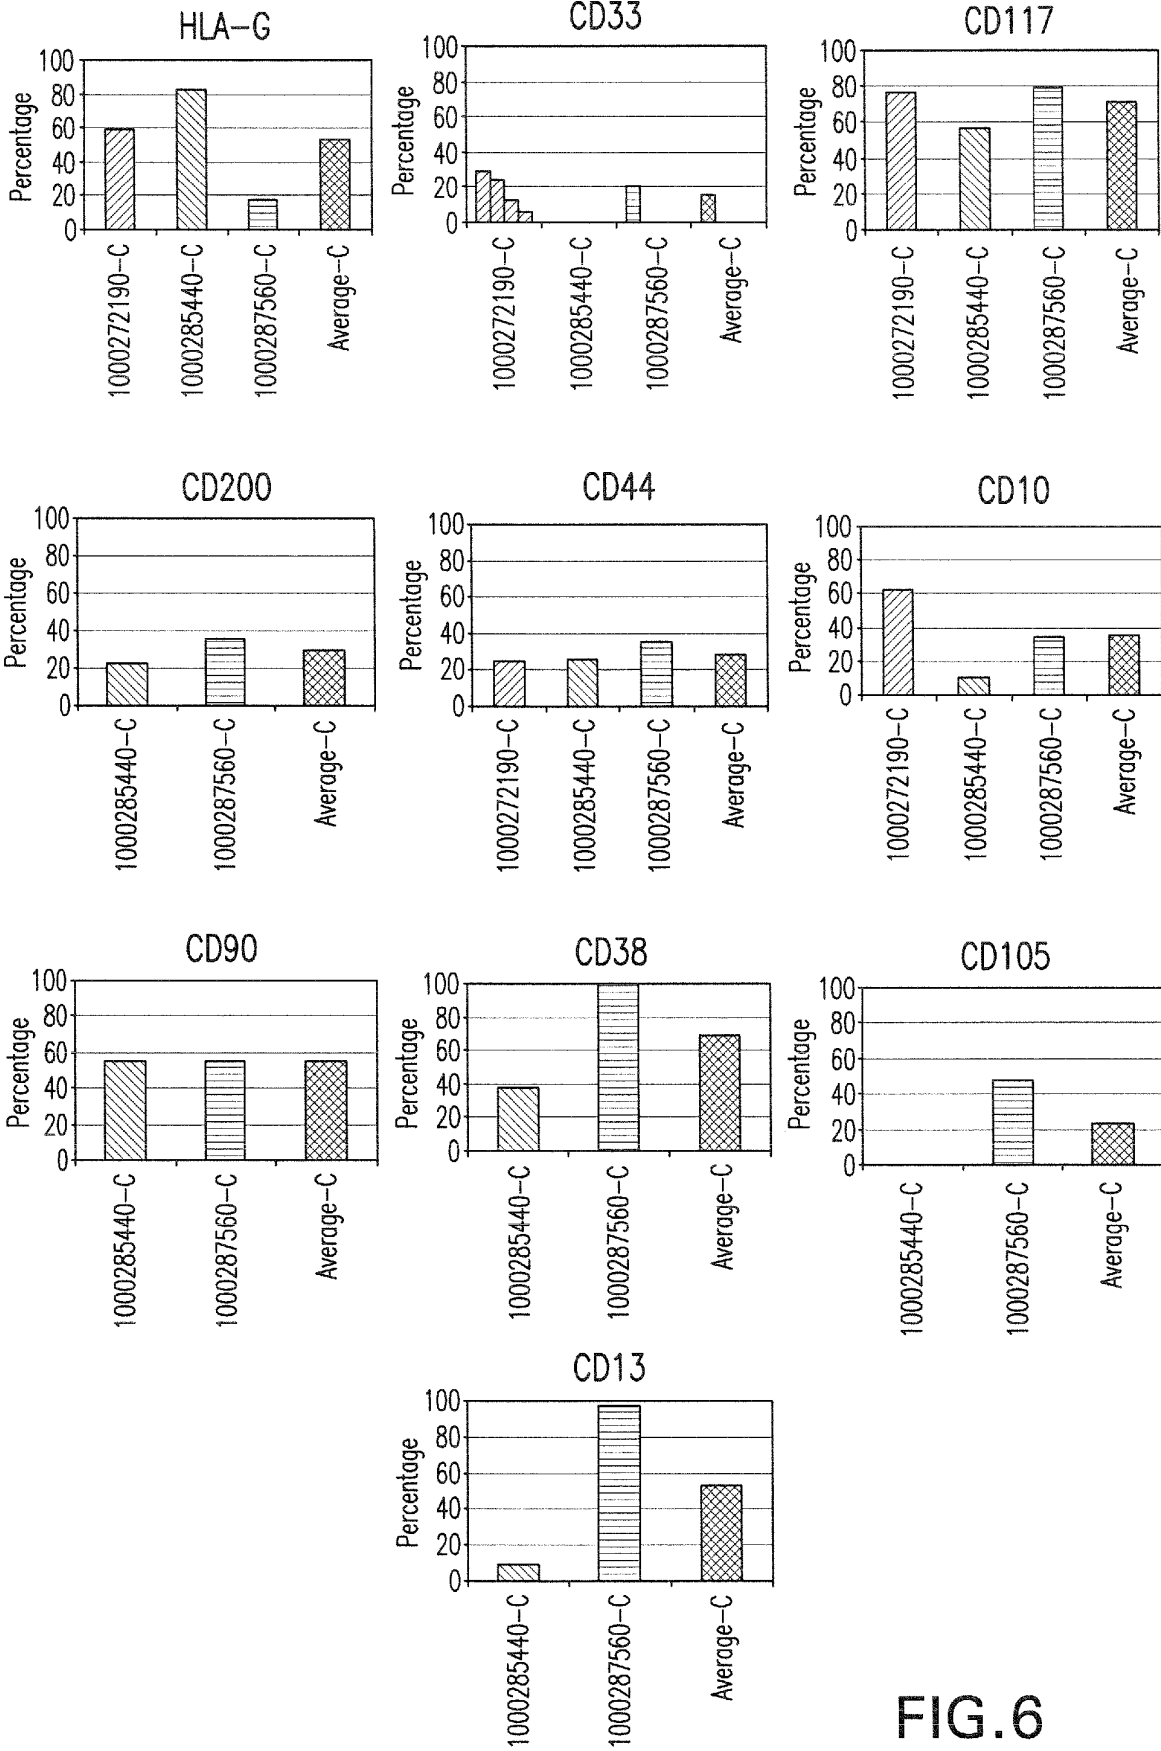 HLA-G
Percentage
100
80
60
40
20
0
1000272190-C
1000285440-C
1000287560-C
Average-C
CD33
Percentage
100
80
60
40
20
0
1000272190-C
1000285440-C
1000287560-C
Average-C
CD117
Percentage
100
80
60
40
20
0
1000272190-C
1000285440-C
1000287560-C
Average-C
CD200
Percentage
100
80
60
40
20
0
1000285440-C
1000287560-C
Average-C
CD44
Percentage
100
80
60
40
20
0
1000272190-C
1000285440-C
1000287560-C
Average-C
CD10
Percentage
100
80
60
40
20
0
1000272190-C
1000285440-C
1000287560-C
Average-C
CD90
Percentage
100
80
60
40
20
0
1000285440-C
1000287560-C
Average-C
CD38
Percentage
100
80
60
40
20
0
1000285440-C
1000287560-C
Average-C
CD105
Percentage
100
80
60
40
20
0
1000285440-C
1000287560-C
Average-C
CD13
Percentage
100
80
60
40
20
0
1000285440-C
1000287560-C
Average-C
FIG.6